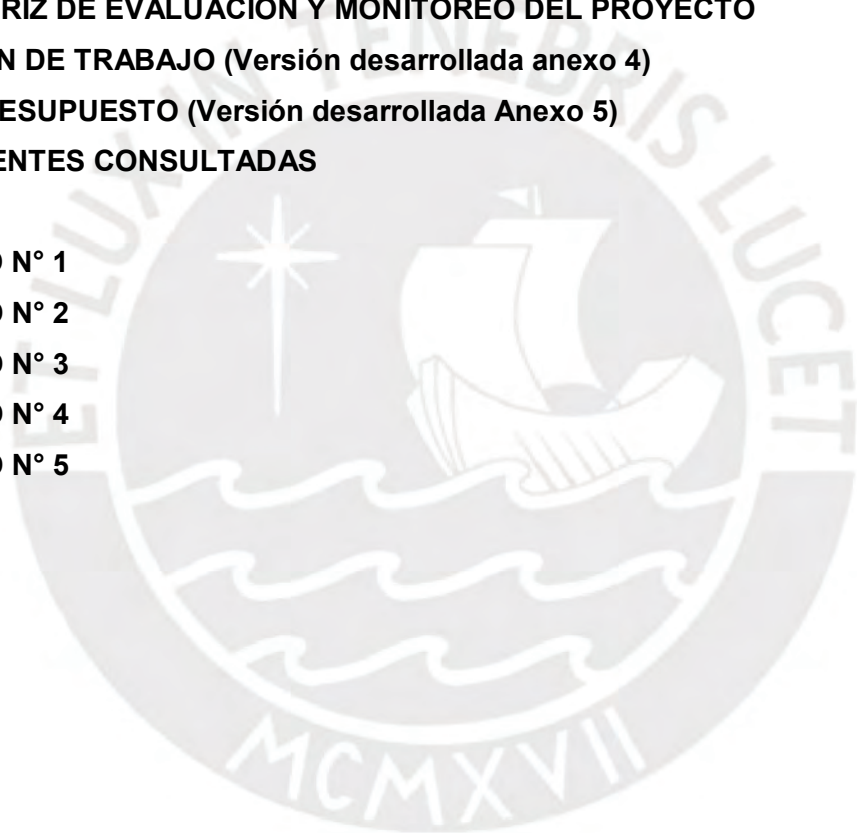 RIZ DE EVALUACIÓN Y MONITOREO DEL PROYECTO
N DE TRABAJO (Versión desarrollada anexo 4)
ESUPUESTO (Versión desarrollada Anexo 5)
ENTES CONSULTADAS
O N° 1
O N° 2
O N° 3
O N° 4
O N° 5
ET LUX IN TENEBRIS LUCET
MCMXVII